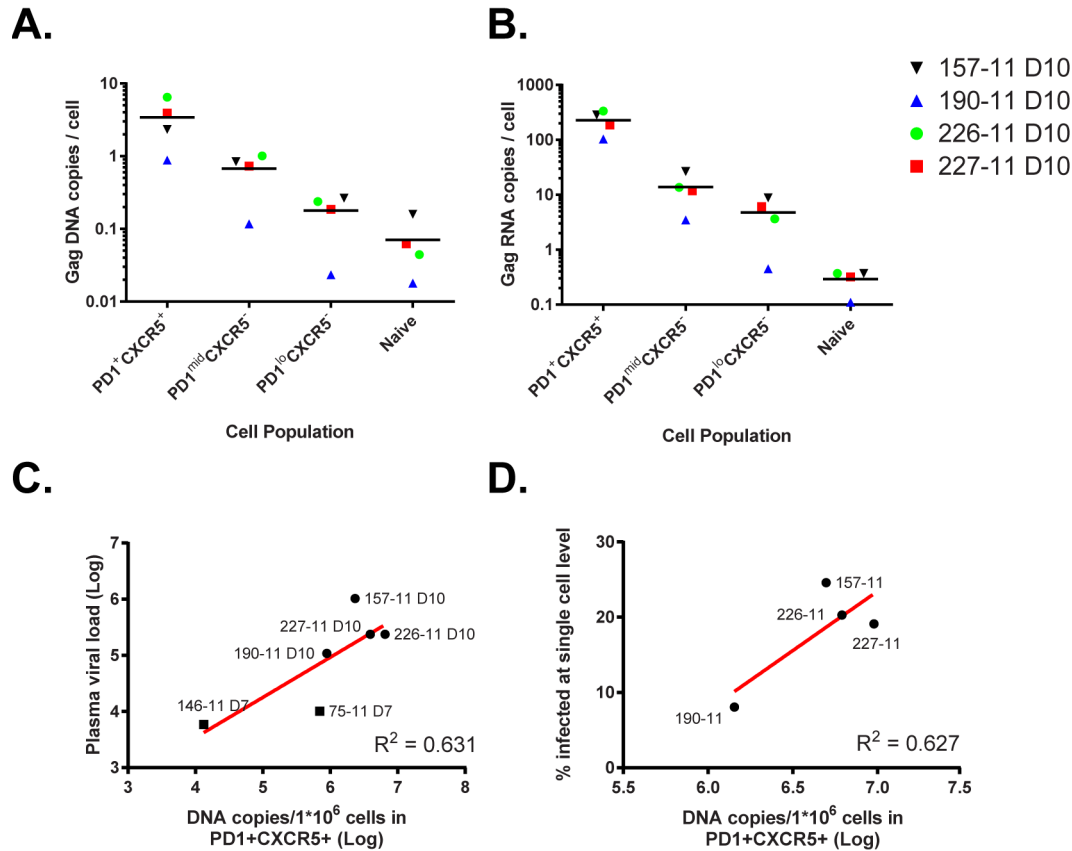 A.
Gag DNA copies / cell
10
1
0.1
0.01
PD1+CXCR5+
PD1midCXCR5-
PD1loCXCR5-
Naive
Cell Population
B.
Gag RNA copies / cell
1000
100
10
1
0.1
PD1+CXCR5+
PD1midCXCR5-
PD1loCXCR5-
Naive
Cell Population
157-11 D10
190-11 D10
226-11 D10
227-11 D10
C.
Plasma viral load (Log)
7
6
5
4
3
157-11 D10
227-11 D10
226-11 D10
190-11 D10
146-11 D7
75-11 D7
R2 = 0.631
3 4 5 6 7 8
DNA copies/1*106 cells in
PD1+CXCR5+ (Log)
D.
% infected at single cell level
30
20
10
0
157-11
226-11
227-11
190-11
R2 = 0.627
5.5 6.0 6.5 7.0 7.5
DNA copies/1*106 cells in
PD1+CXCR5+ (Log)